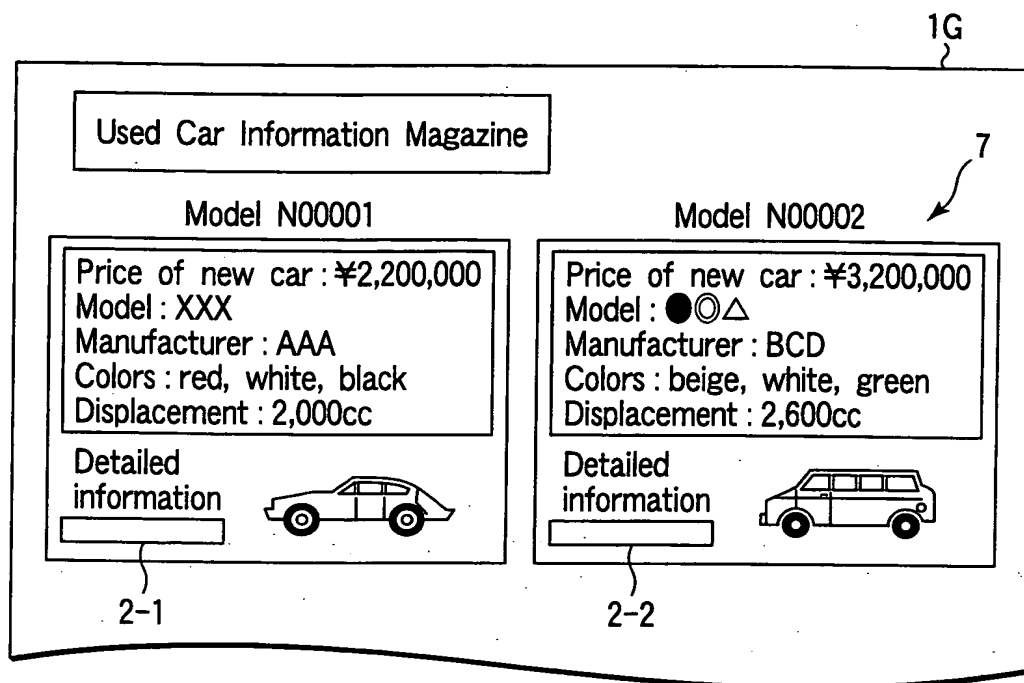 1G
Used Car Information Magazine
7
Model N00001
Price of new car : ¥2,200,000
Model : XXX
Manufacturer : AAA
Colors : red, white, black
Displacement : 2,000cc
Detailed
information
2-1
Model N00002
Price of new car : ¥3,200,000
Model : ●◎△
Manufacturer : BCD
Colors : beige, white, green
Displacement : 2,600cc
Detailed
information
2-2